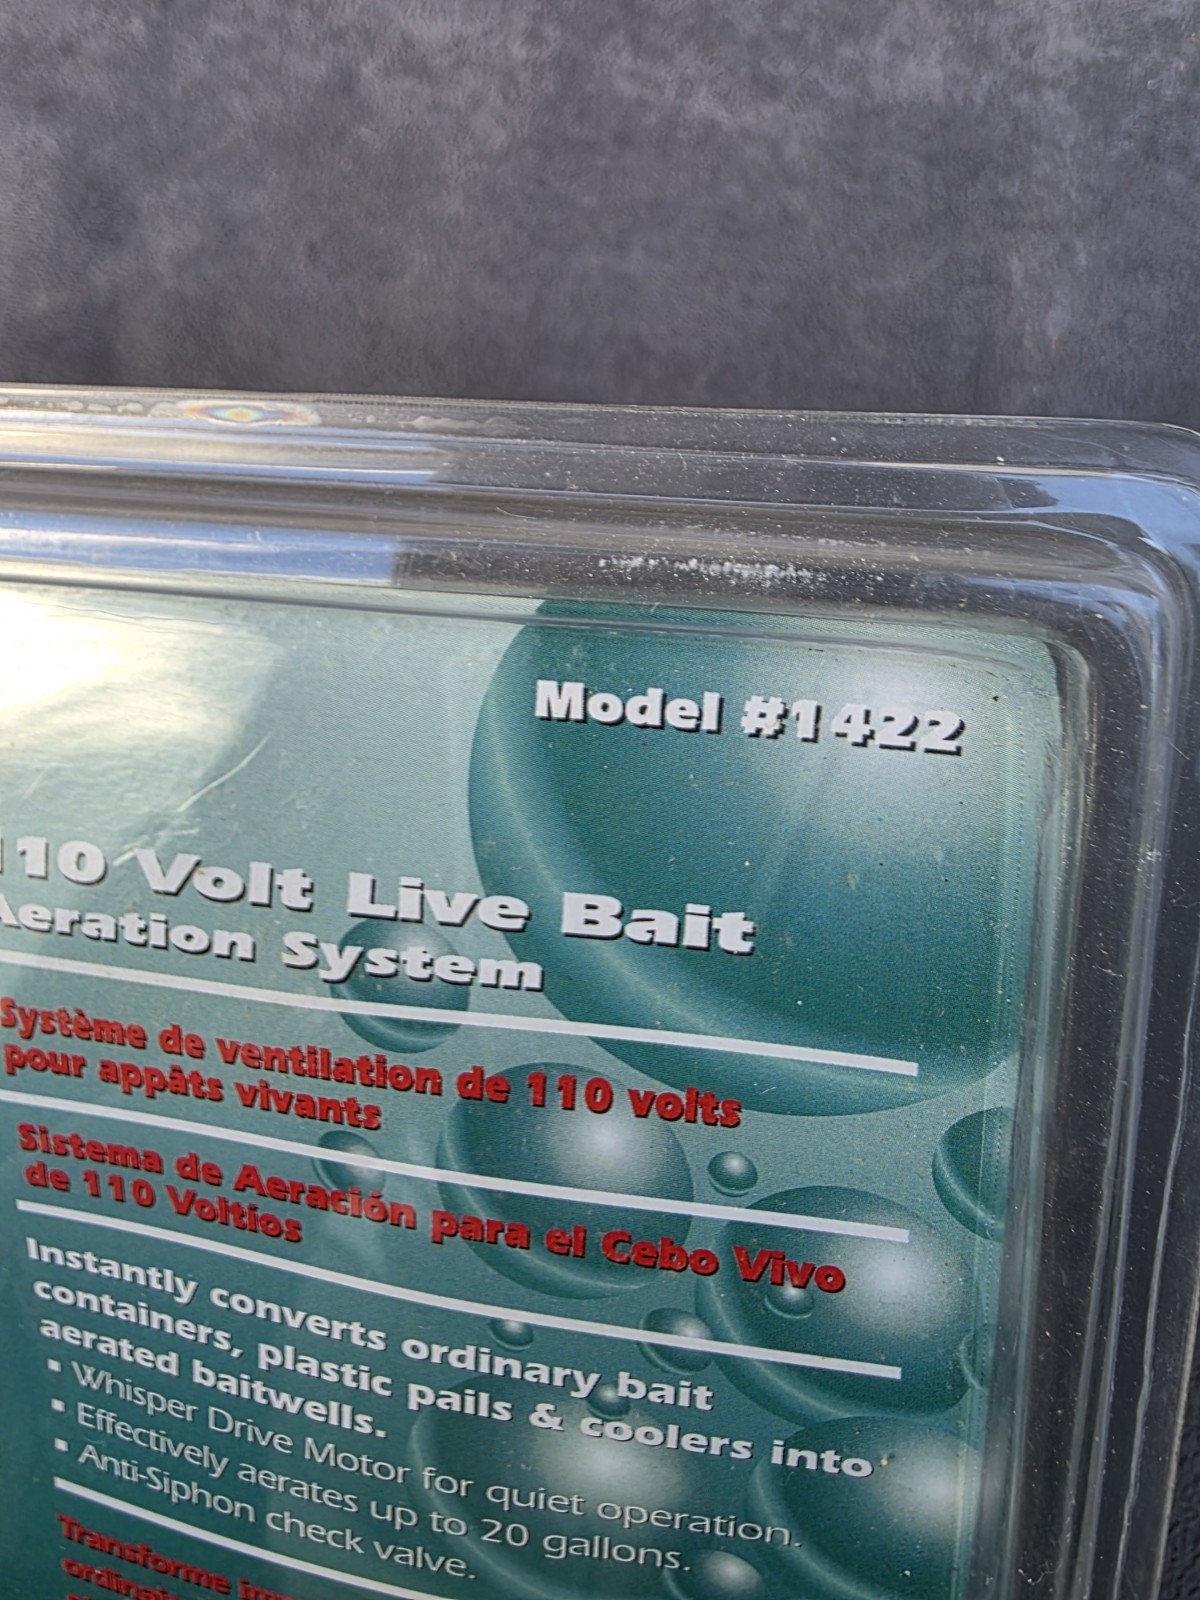 Model #1422
110 Volt Live Bait
Aeration System
Système de ventilation de 110 volts
pour appâts vivants
Sistema de Aeración para el Cebo Vivo
de 110 Voltios
Instantly converts ordinary bait
containers, plastic pails & coolers into
aerated baitwells.
▪ Whisper Drive Motor for quiet operation.
▪ Effectively aerates up to 20 gallons.
▪ Anti-Siphon check valve.
Transforme